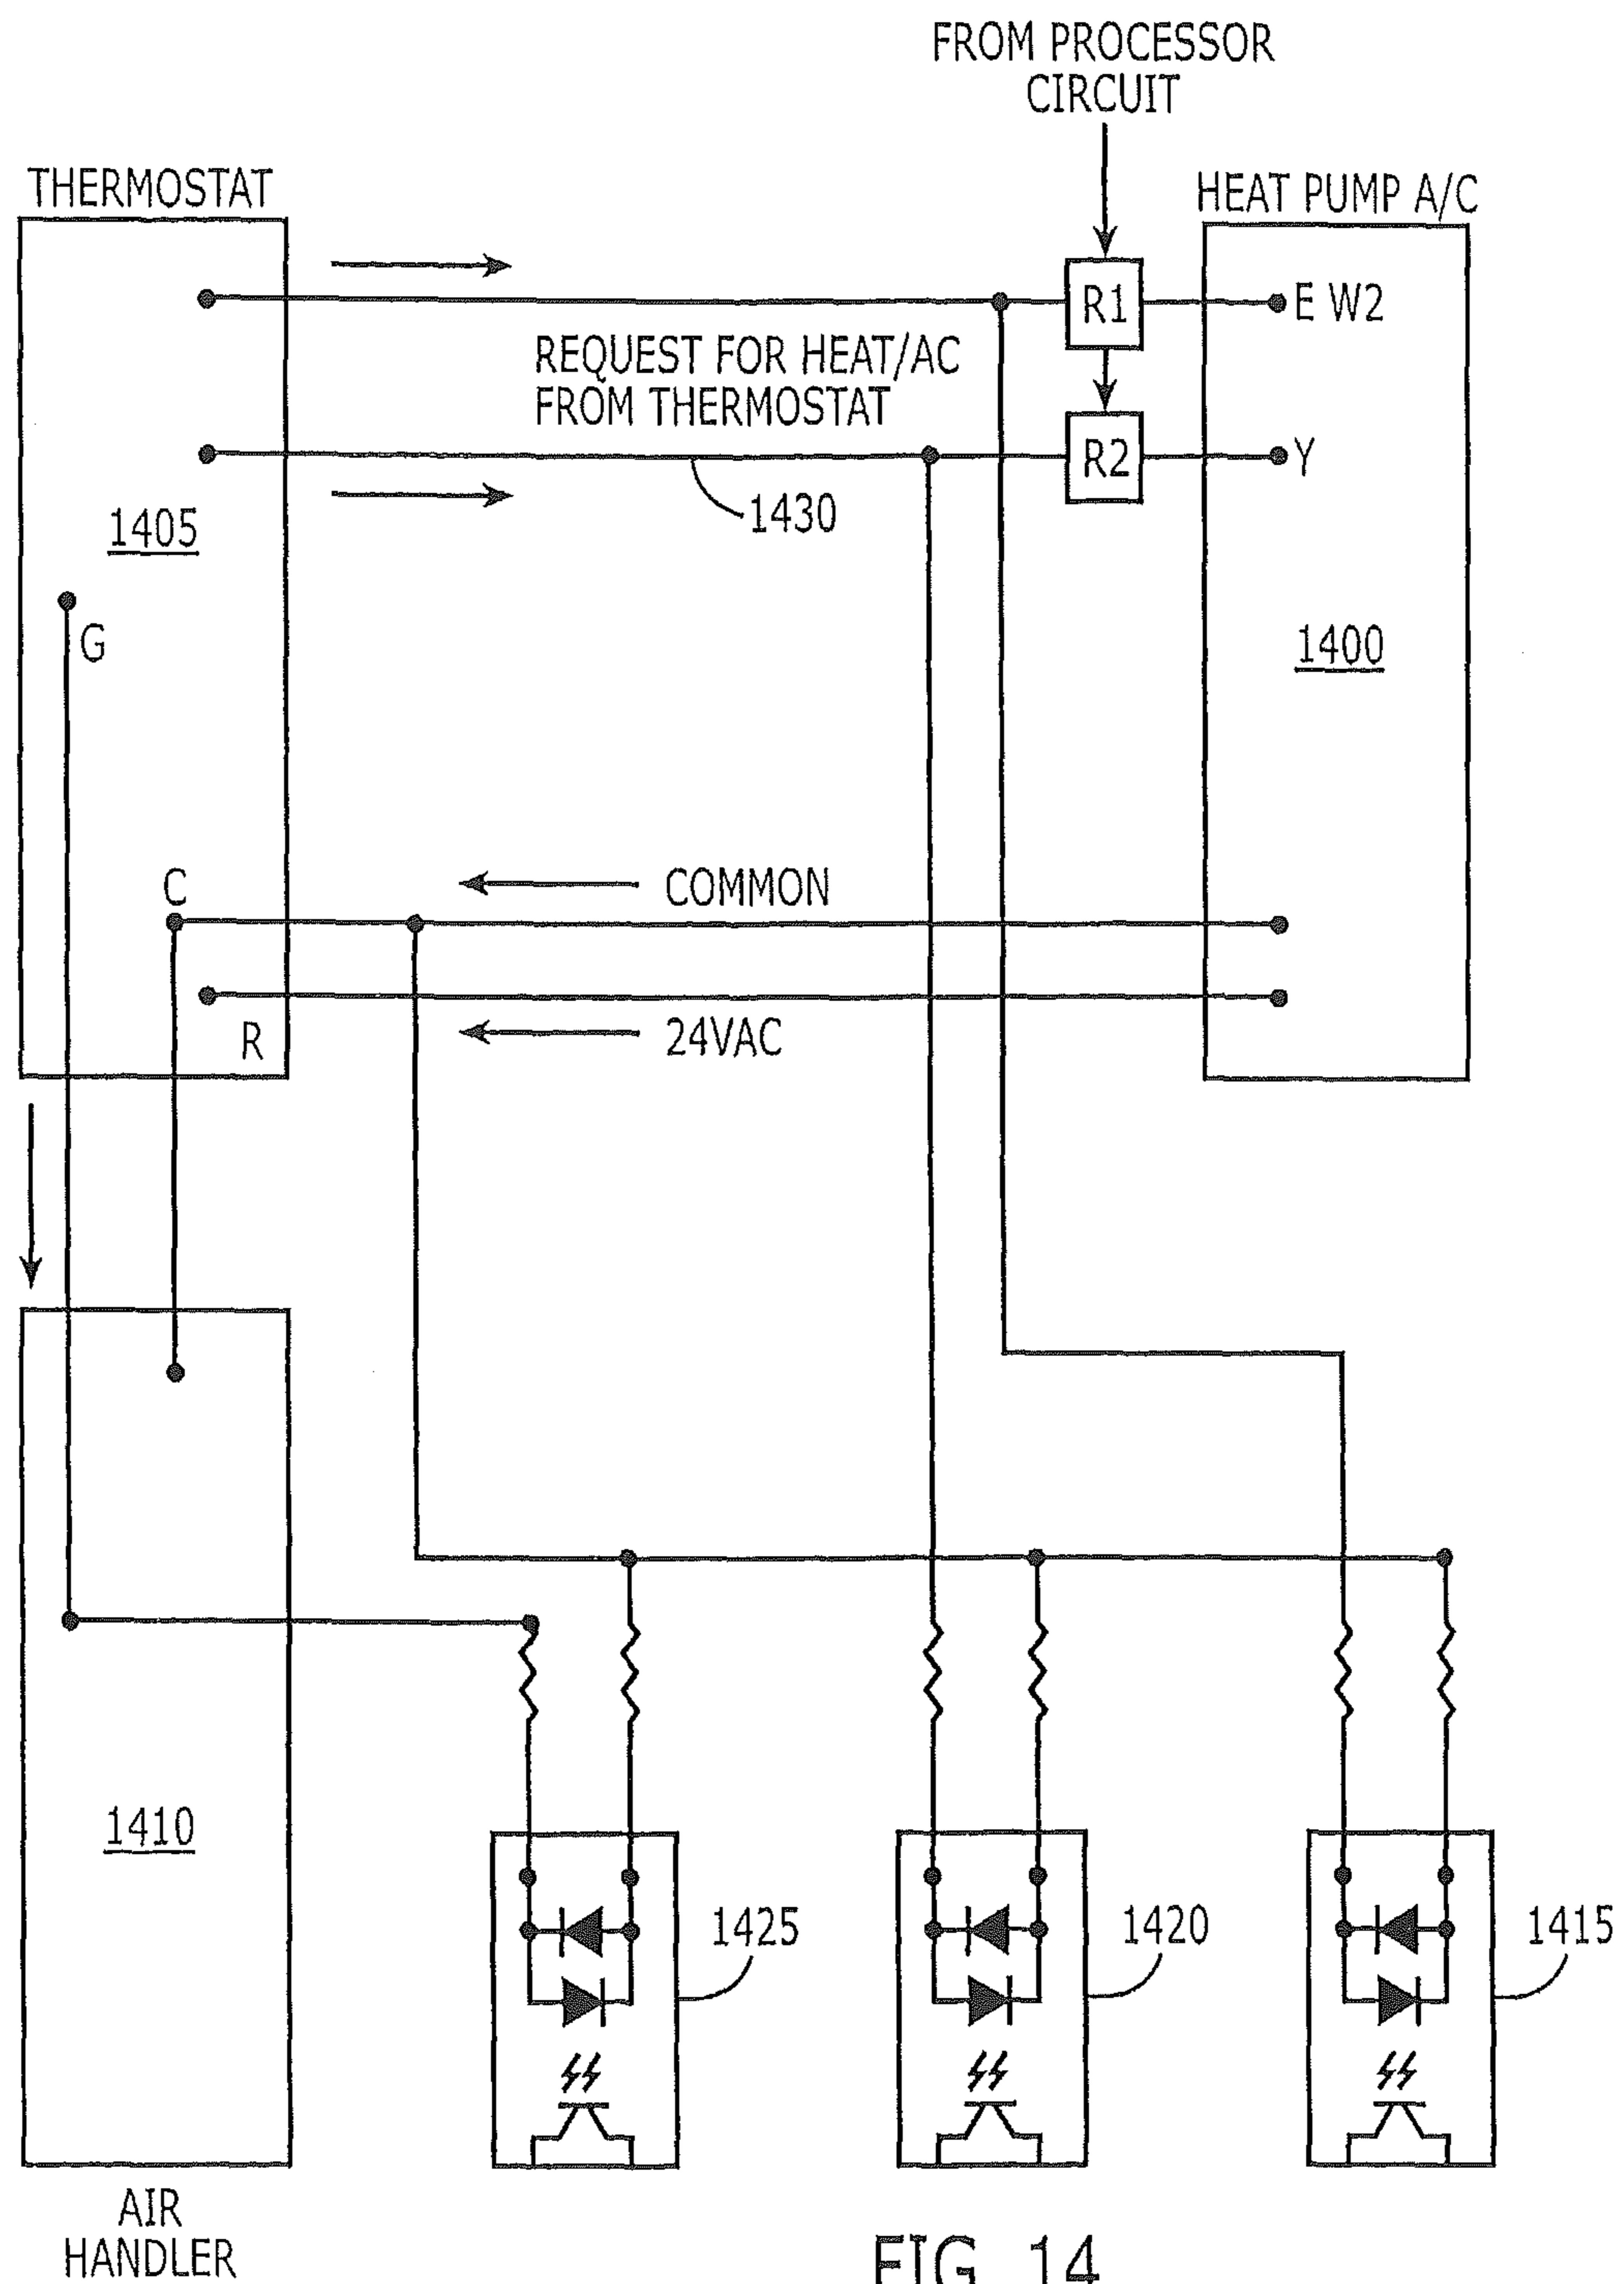 FROM PROCESSOR
CIRCUIT
THERMOSTAT
HEAT PUMP A/C
R1
E W2
REQUEST FOR HEAT/AC
FROM THERMOSTAT
R2
Y
1430
1405
G
1400
C
COMMON
R
24VAC
1410
1425
1420
1415
AIR
HANDLER
FIG. 14